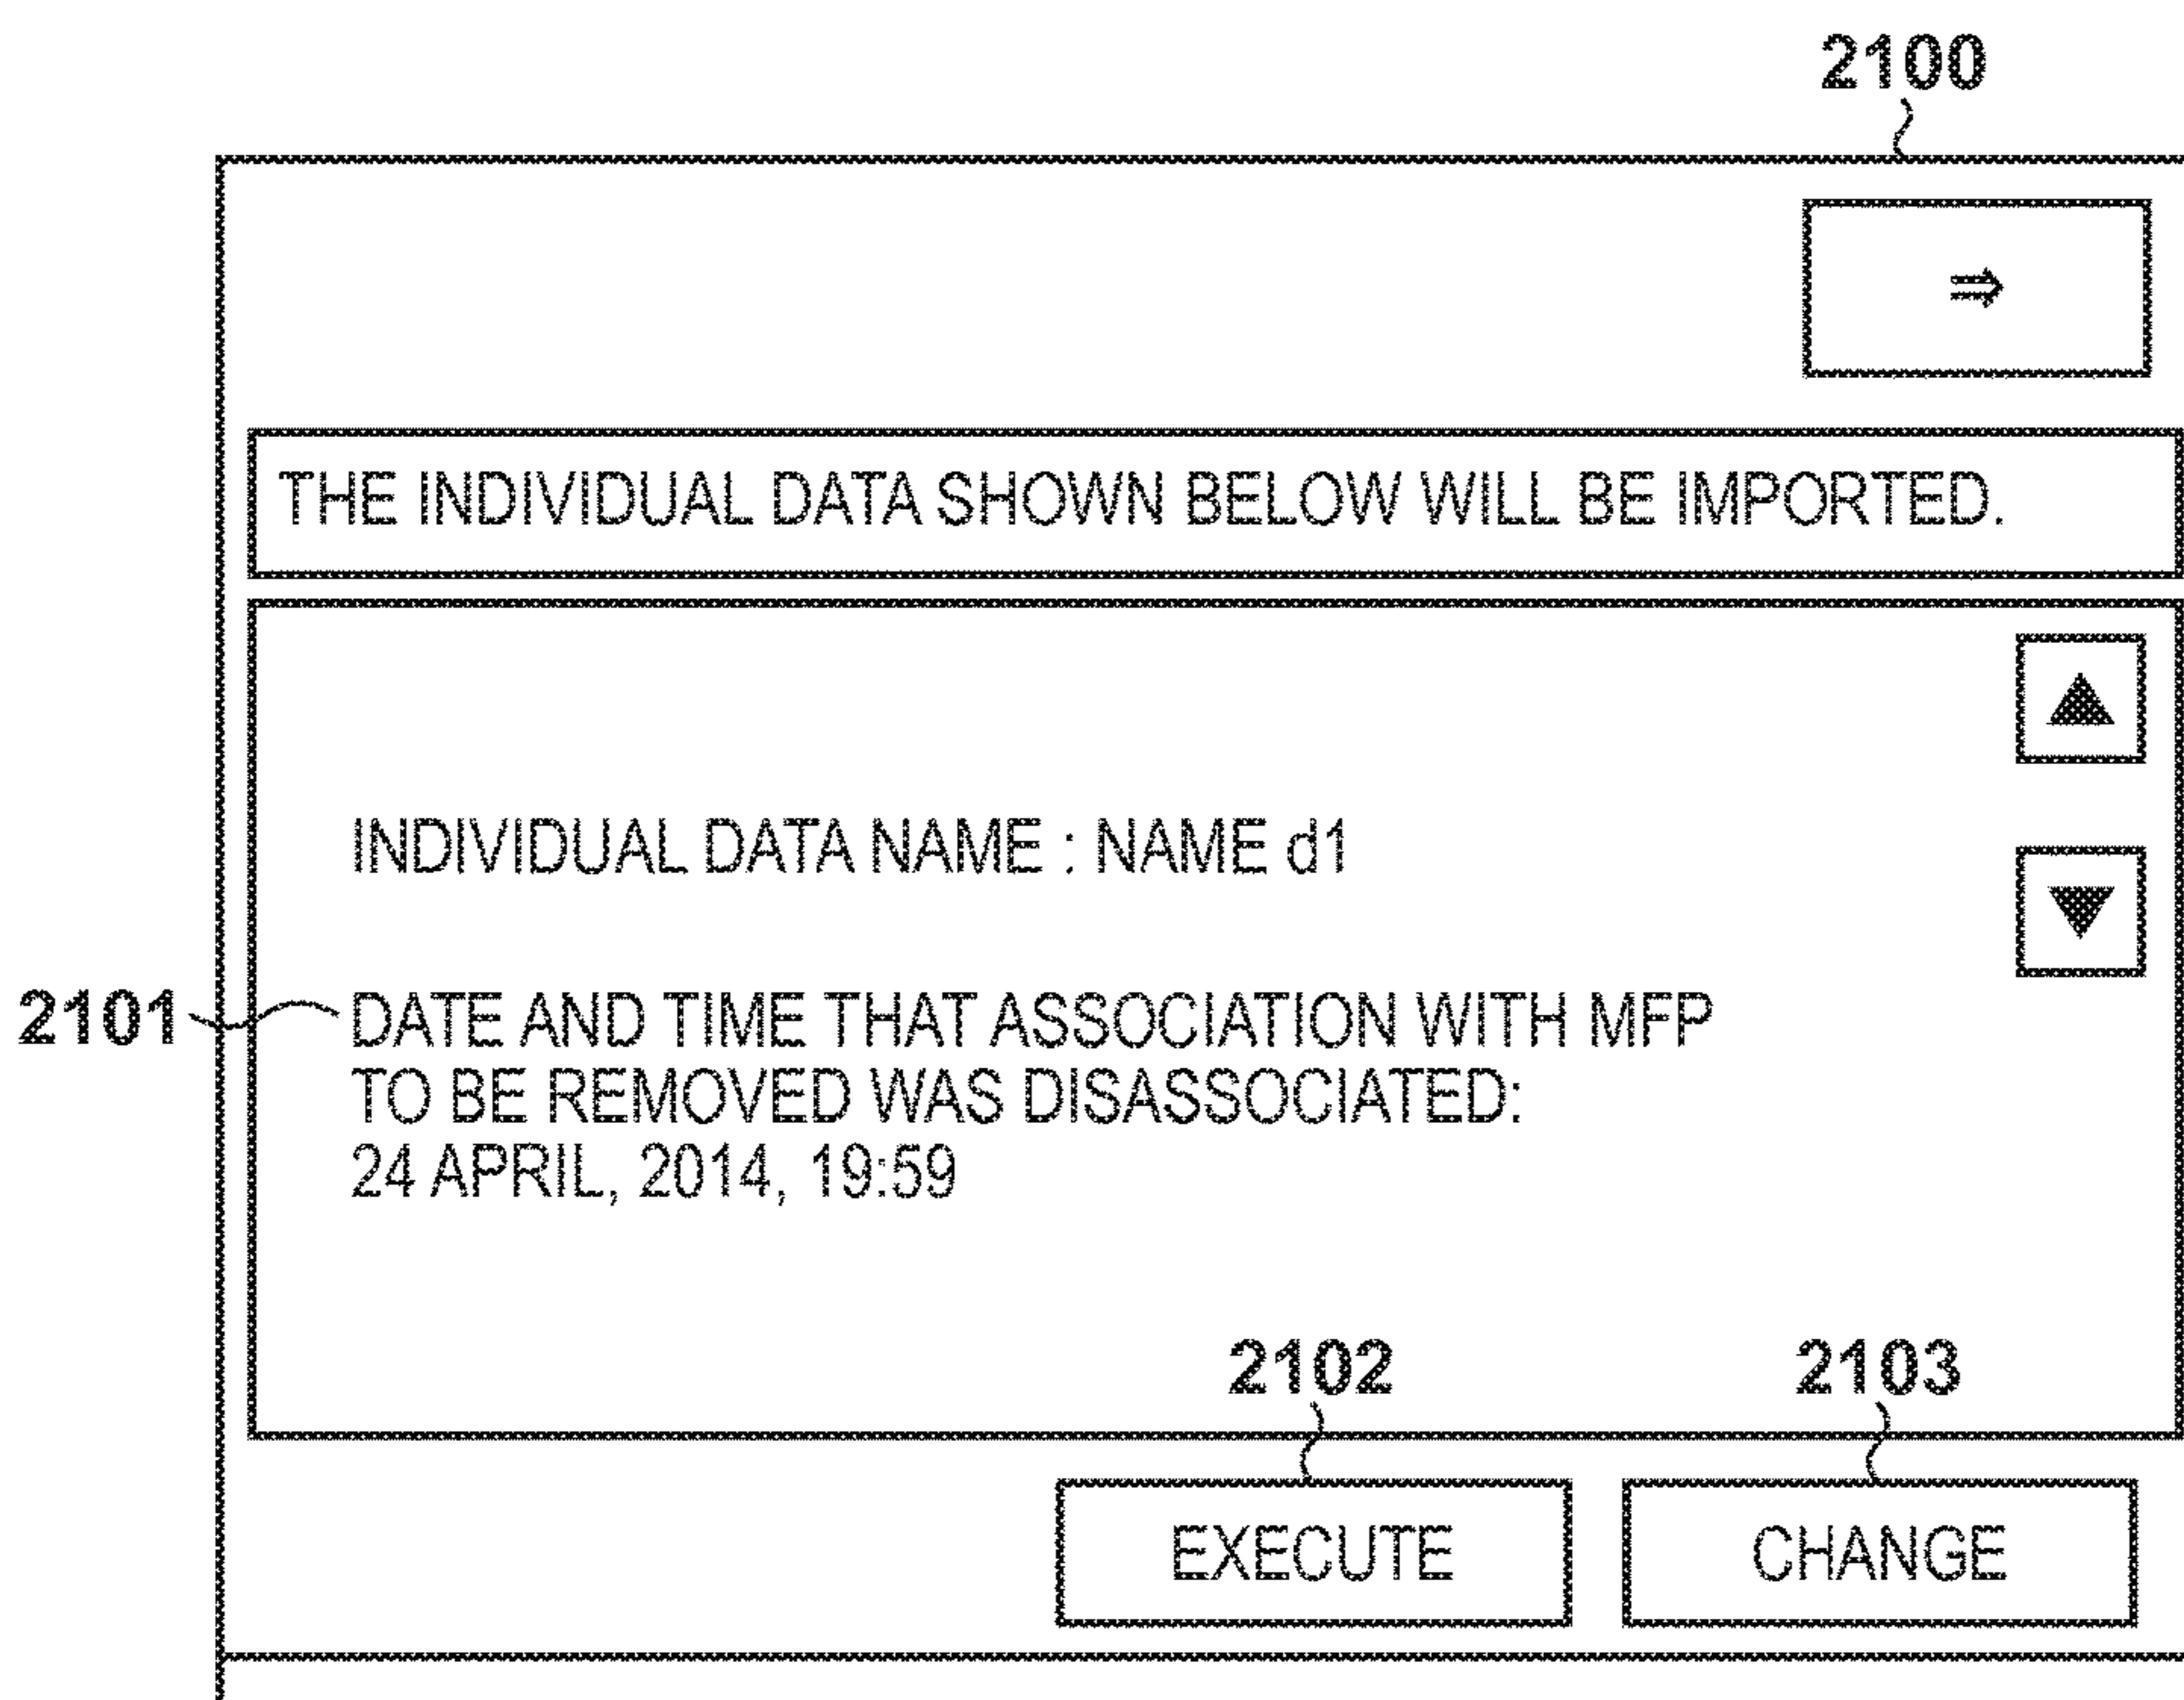 2100
⇒
THE INDIVIDUAL DATA SHOWN BELOW WILL BE IMPORTED.
▲
INDIVIDUAL DATA NAME : NAME d1
▼
2101
DATE AND TIME THAT ASSOCIATION WITH MFP
TO BE REMOVED WAS DISASSOCIATED:
24 APRIL, 2014, 19:59
2102
2103
EXECUTE
CHANGE